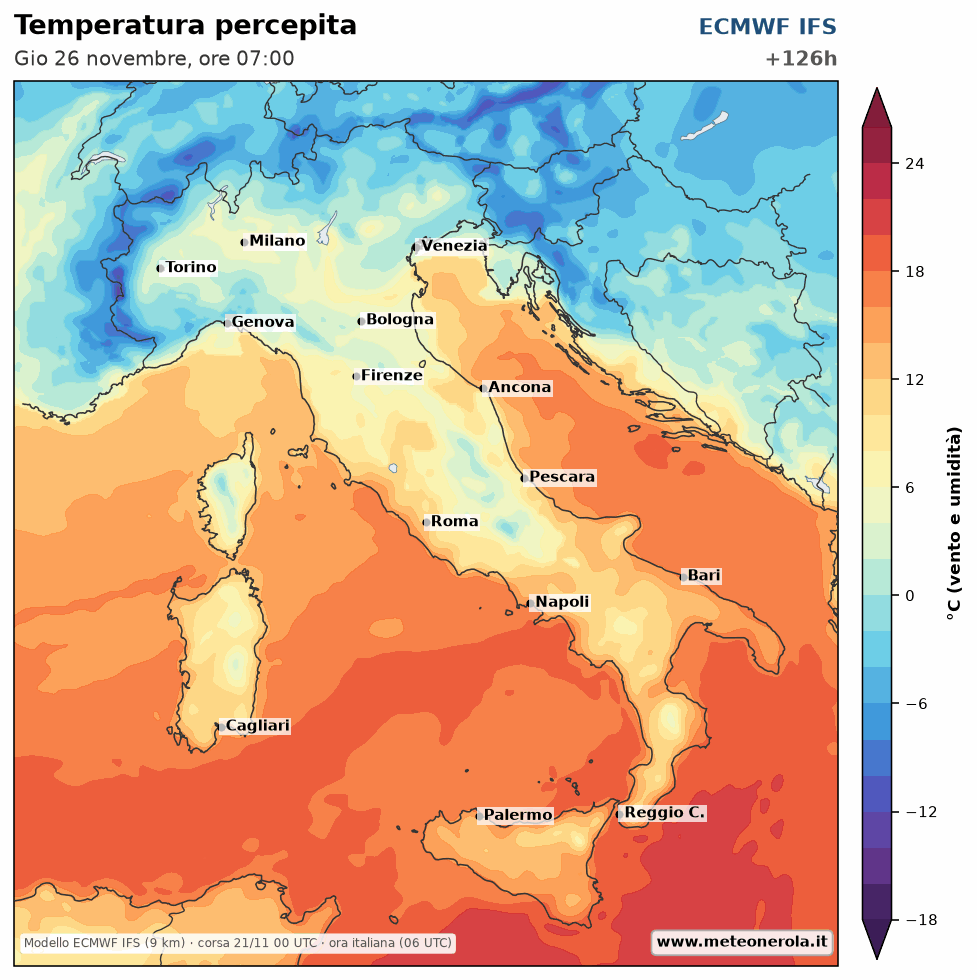 Temperatura percepita
ECMWF IFS
Gio 26 novembre, ore 07:00
+126h
Milano
Venezia
Torino
Genova
Bologna
Firenze
Ancona
Pescara
Roma
Bari
Napoli
Cagliari
Palermo
Reggio C.
24
18
12
6
0
−6
−12
−18
°C (vento e umidità)
Modello ECMWF IFS (9 km) · corsa 21/11 00 UTC · ora italiana (06 UTC)
www.meteonerola.it